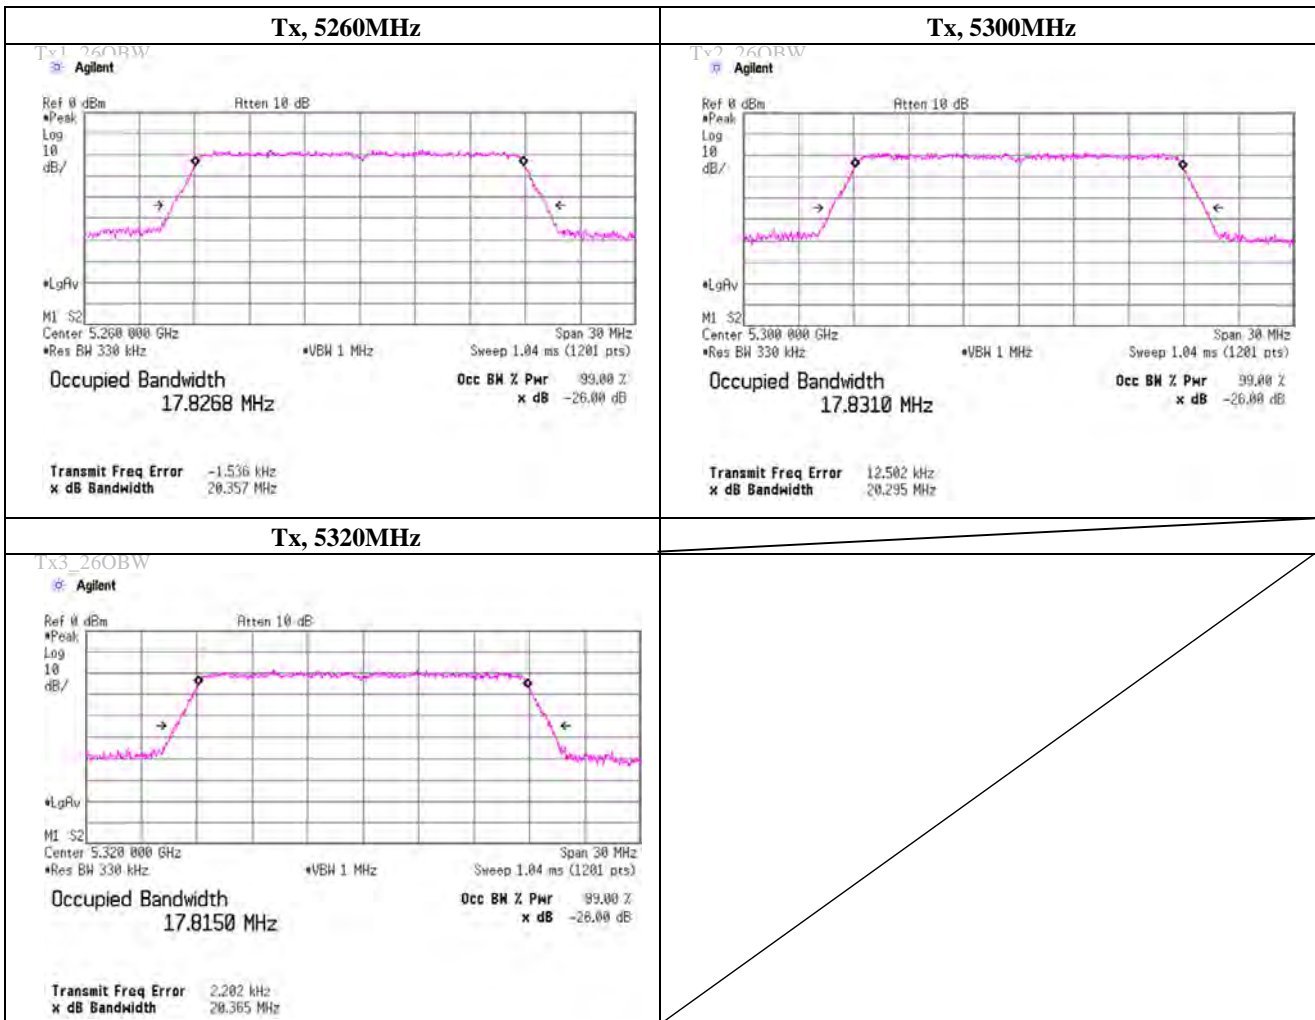 Tx, 5260MHz
Tx, 5300MHz
Tx1_26OBW
Agilent
Ref 0 dBm Atten 10 dB
*Peak
Log
10
dB/
*LgAv
M1 S2
Center 5.260 000 GHz Span 30 MHz
*Res BW 330 kHz *VBW 1 MHz Sweep 1.04 ms (1201 pts)
Occupied Bandwidth Occ BW % Pwr 99.00 %
17.8268 MHz x dB -26.00 dB
Transmit Freq Error -1.536 kHz
x dB Bandwidth 20.357 MHz
Tx2_26OBW
Agilent
Ref 0 dBm Atten 10 dB
*Peak
Log
10
dB/
*LgAv
M1 S2
Center 5.300 000 GHz Span 30 MHz
*Res BW 330 kHz *VBW 1 MHz Sweep 1.04 ms (1201 pts)
Occupied Bandwidth Occ BW % Pwr 99.00 %
17.8310 MHz x dB -26.00 dB
Transmit Freq Error 12.502 kHz
x dB Bandwidth 20.295 MHz
Tx, 5320MHz
Tx3_26OBW
Agilent
Ref 0 dBm Atten 10 dB
*Peak
Log
10
dB/
*LgAv
M1 S2
Center 5.320 000 GHz Span 30 MHz
*Res BW 330 kHz *VBW 1 MHz Sweep 1.04 ms (1201 pts)
Occupied Bandwidth Occ BW % Pwr 99.00 %
17.8150 MHz x dB -26.00 dB
Transmit Freq Error 2.202 kHz
x dB Bandwidth 20.365 MHz